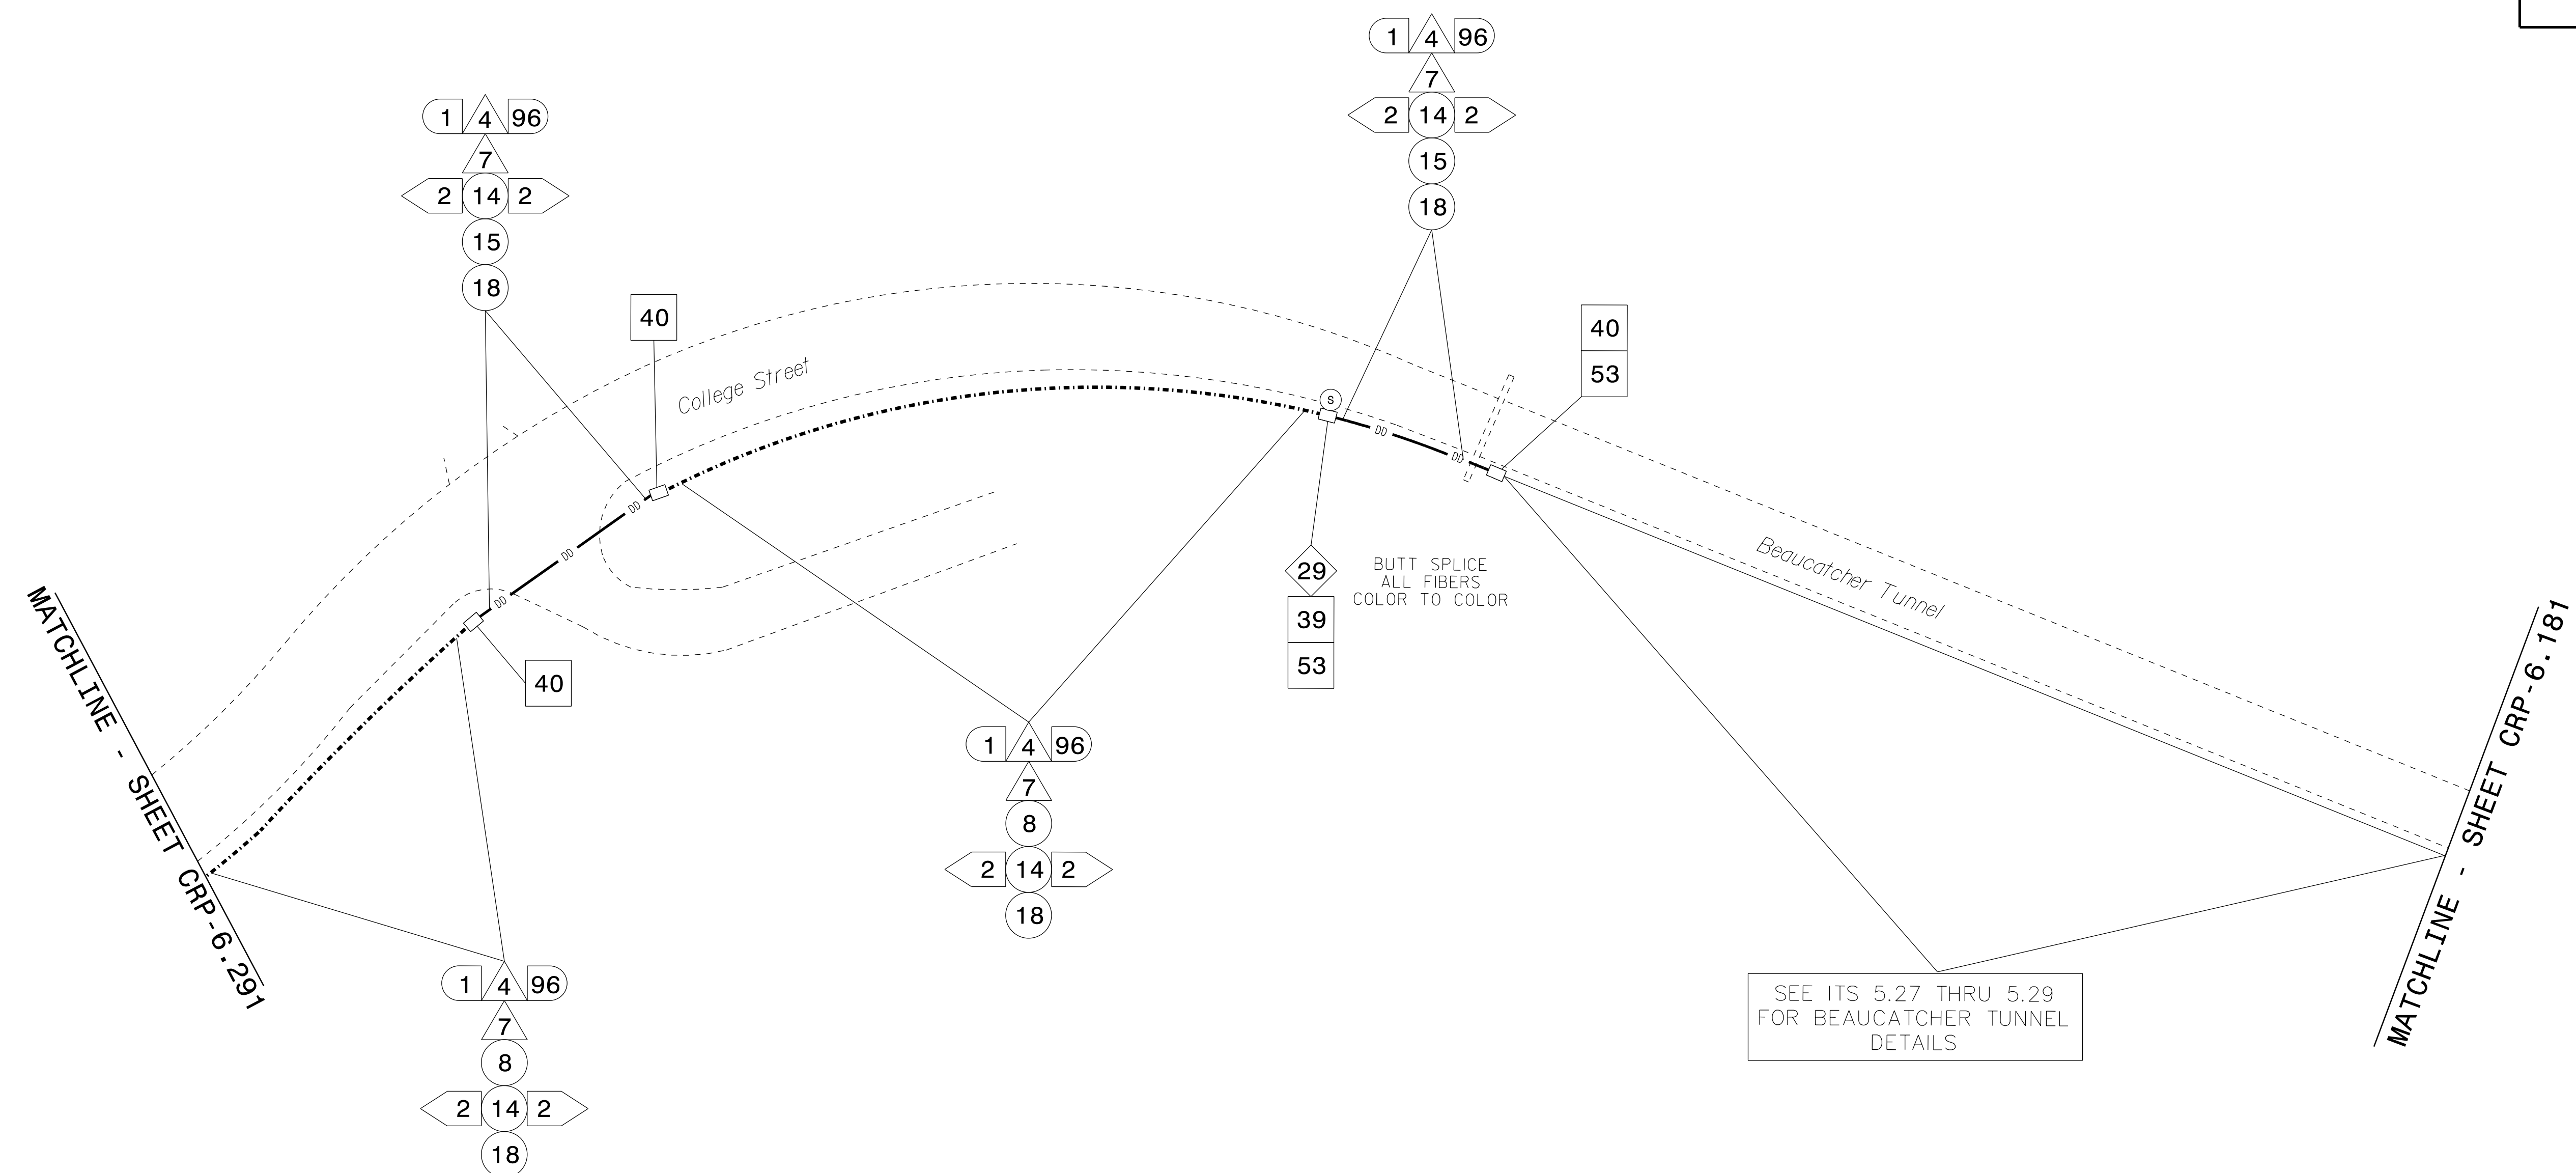 1 4 96
7
2 14 2
15
18
1 4 96
7
2 14 2
15
18
40
College Street
40
53
S
DD
DD
DD
DD
DD
40
29
39
53
BUTT SPLICE
ALL FIBERS
COLOR TO COLOR
Beaucatcher Tunnel
MATCHLINE - SHEET CRP-6.291
MATCHLINE - SHEET CRP-6.181
1 4 96
7
8
2 14 2
18
1 4 96
7
8
2 14 2
18
SEE ITS 5.27 THRU 5.29
FOR BEAUCATCHER TUNNEL
DETAILS